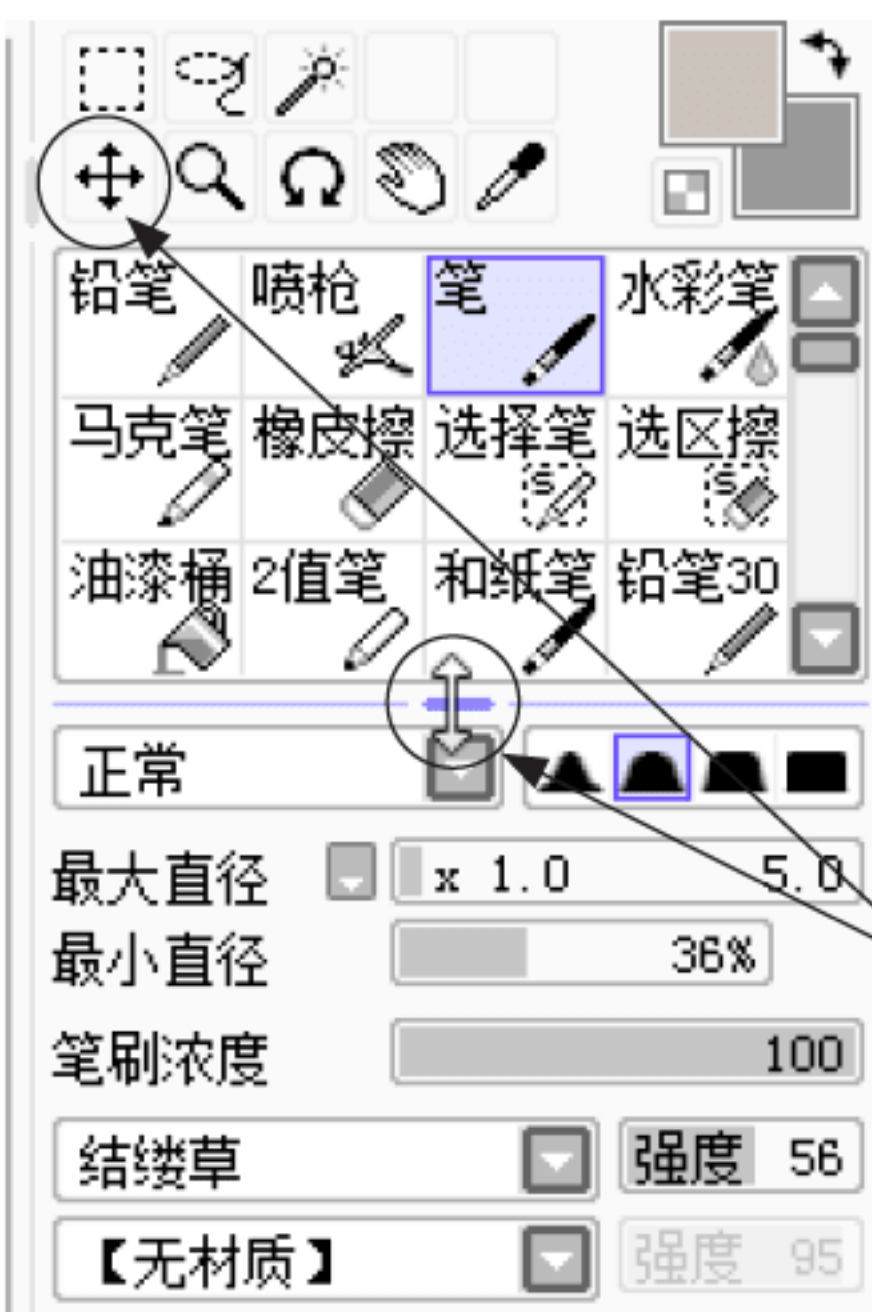 铅笔 喷枪 笔 水彩笔
马克笔 橡皮擦 选择笔 选区擦
油漆桶 2值笔 和纸笔 铅笔30
正常
最大直径 x 1.0 5.0
最小直径 36%
笔刷浓度 100
结缕草 强度 56
【无材质】 强度 95